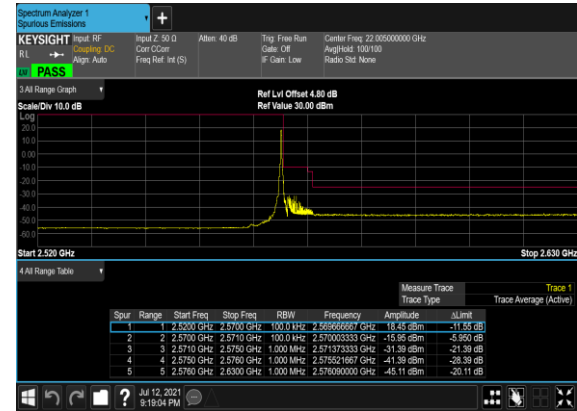 Spectrum Analyzer 1
Spurious Emissions
+
KEYSIGHT Input: RF Input Z: 50 Ω Atten: 40 dB Trig: Free Run Center Freq: 22.005000000 GHz
RL Coupling: DC Corr CCorr Gate: Off Avg|Hold: 100/100
Align: Auto Freq Ref: Int (S) IF Gain: Low Radio Std: None
LW PASS
3 All Range Graph
Ref Lvl Offset 4.80 dB
Scale/Div 10.0 dB Ref Value 30.00 dBm
Log
20.0
10.0
0.00
-10.0
-20.0
-30.0
-40.0
-50.0
-60.0
Start 2.520 GHz Stop 2.630 GHz
4 All Range Table
Measure Trace Trace 1
Trace Type Trace Average (Active)
Spur Range Start Freq Stop Freq RBW Frequency Amplitude ΔLimit
1 1 2.5200 GHz 2.5700 GHz 100.0 kHz 2.569666667 GHz 18.45 dBm -11.55 dB
2 2 2.5700 GHz 2.5710 GHz 100.0 kHz 2.570003333 GHz -15.95 dBm -5.950 dB
3 3 2.5710 GHz 2.5750 GHz 1.000 MHz 2.571373333 GHz -31.39 dBm -21.39 dB
4 4 2.5750 GHz 2.5760 GHz 1.000 MHz 2.575521667 GHz -41.39 dBm -28.39 dB
5 5 2.5760 GHz 2.6300 GHz 1.000 MHz 2.576090000 GHz -45.11 dBm -20.11 dB
? Jul 12, 2021
9:19:04 PM